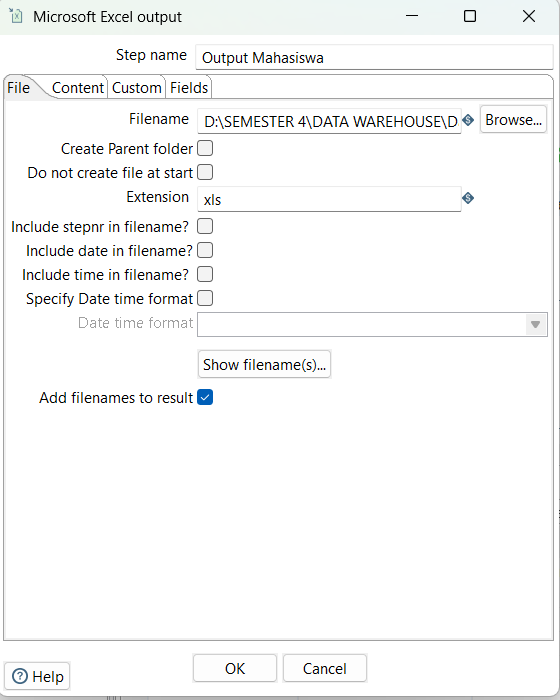 Microsoft Excel output
Step name Output Mahasiswa
File Content Custom Fields
Filename D:\SEMESTER 4\DATA WAREHOUSE\D Browse...
Create Parent folder
Do not create file at start
Extension xls
Include stepnr in filename?
Include date in filename?
Include time in filename?
Specify Date time format
Date time format
Show filename(s)...
Add filenames to result
Help OK Cancel